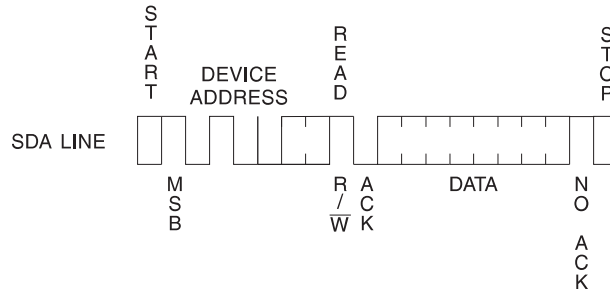 START
READ
STOP
DEVICE
ADDRESS
SDA LINE
MSB
R/W
ACK
DATA
NO ACK